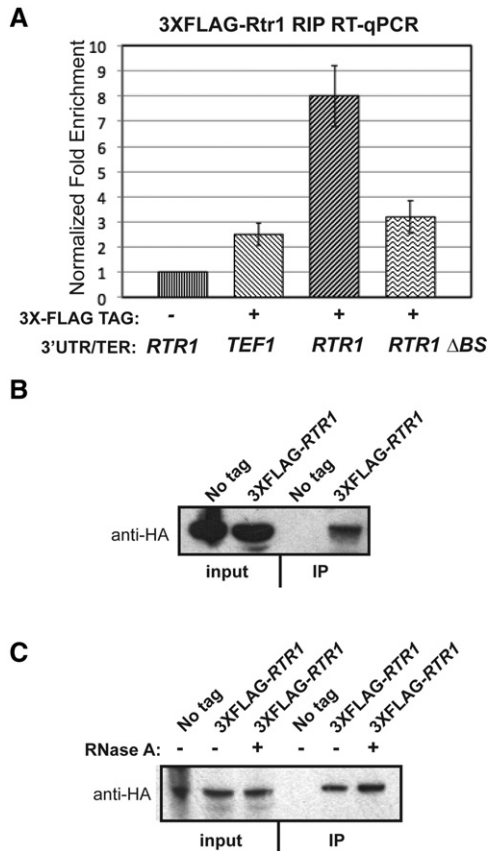 A
3XFLAG-Rtr1 RIP RT-qPCR
Normalized Fold Enrichment
10
9
8
7
6
5
4
3
2
1
0
3X-FLAG TAG: - + + +
3'UTR/TER: RTR1 TEF1 RTR1 RTR1 ΔBS
B
No tag 3XFLAG-RTR1 No tag 3XFLAG-RTR1
anti-HA
input IP
C
No tag 3XFLAG-RTR1 3XFLAG-RTR1 No tag 3XFLAG-RTR1 3XFLAG-RTR1
RNase A: - - + - - +
anti-HA
input IP